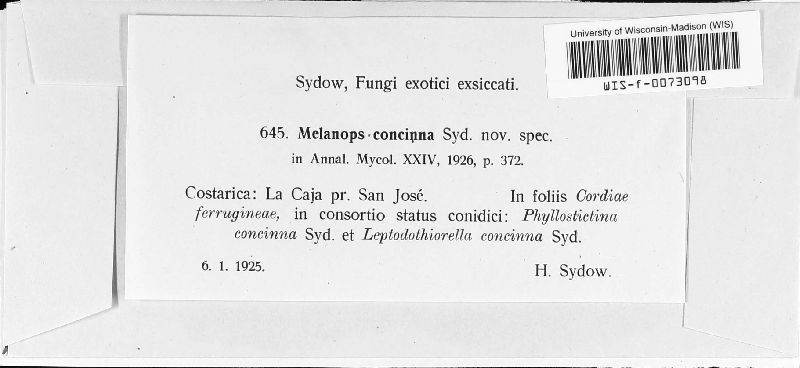 University of Wisconsin-Madison (WIS)
WIS-f-0073098
Sydow, Fungi exotici exsiccati.
645. Melanops concinna Syd. nov. spec.
in Annal. Mycol. XXIV, 1926, p. 372.
Costarica: La Caja pr. San José. In foliis Cordiae
ferrugineae, in consortio status conidici: Phyllostictina
concinna Syd. et Leptodothiorella concinna Syd.
6. 1. 1925. H. Sydow.